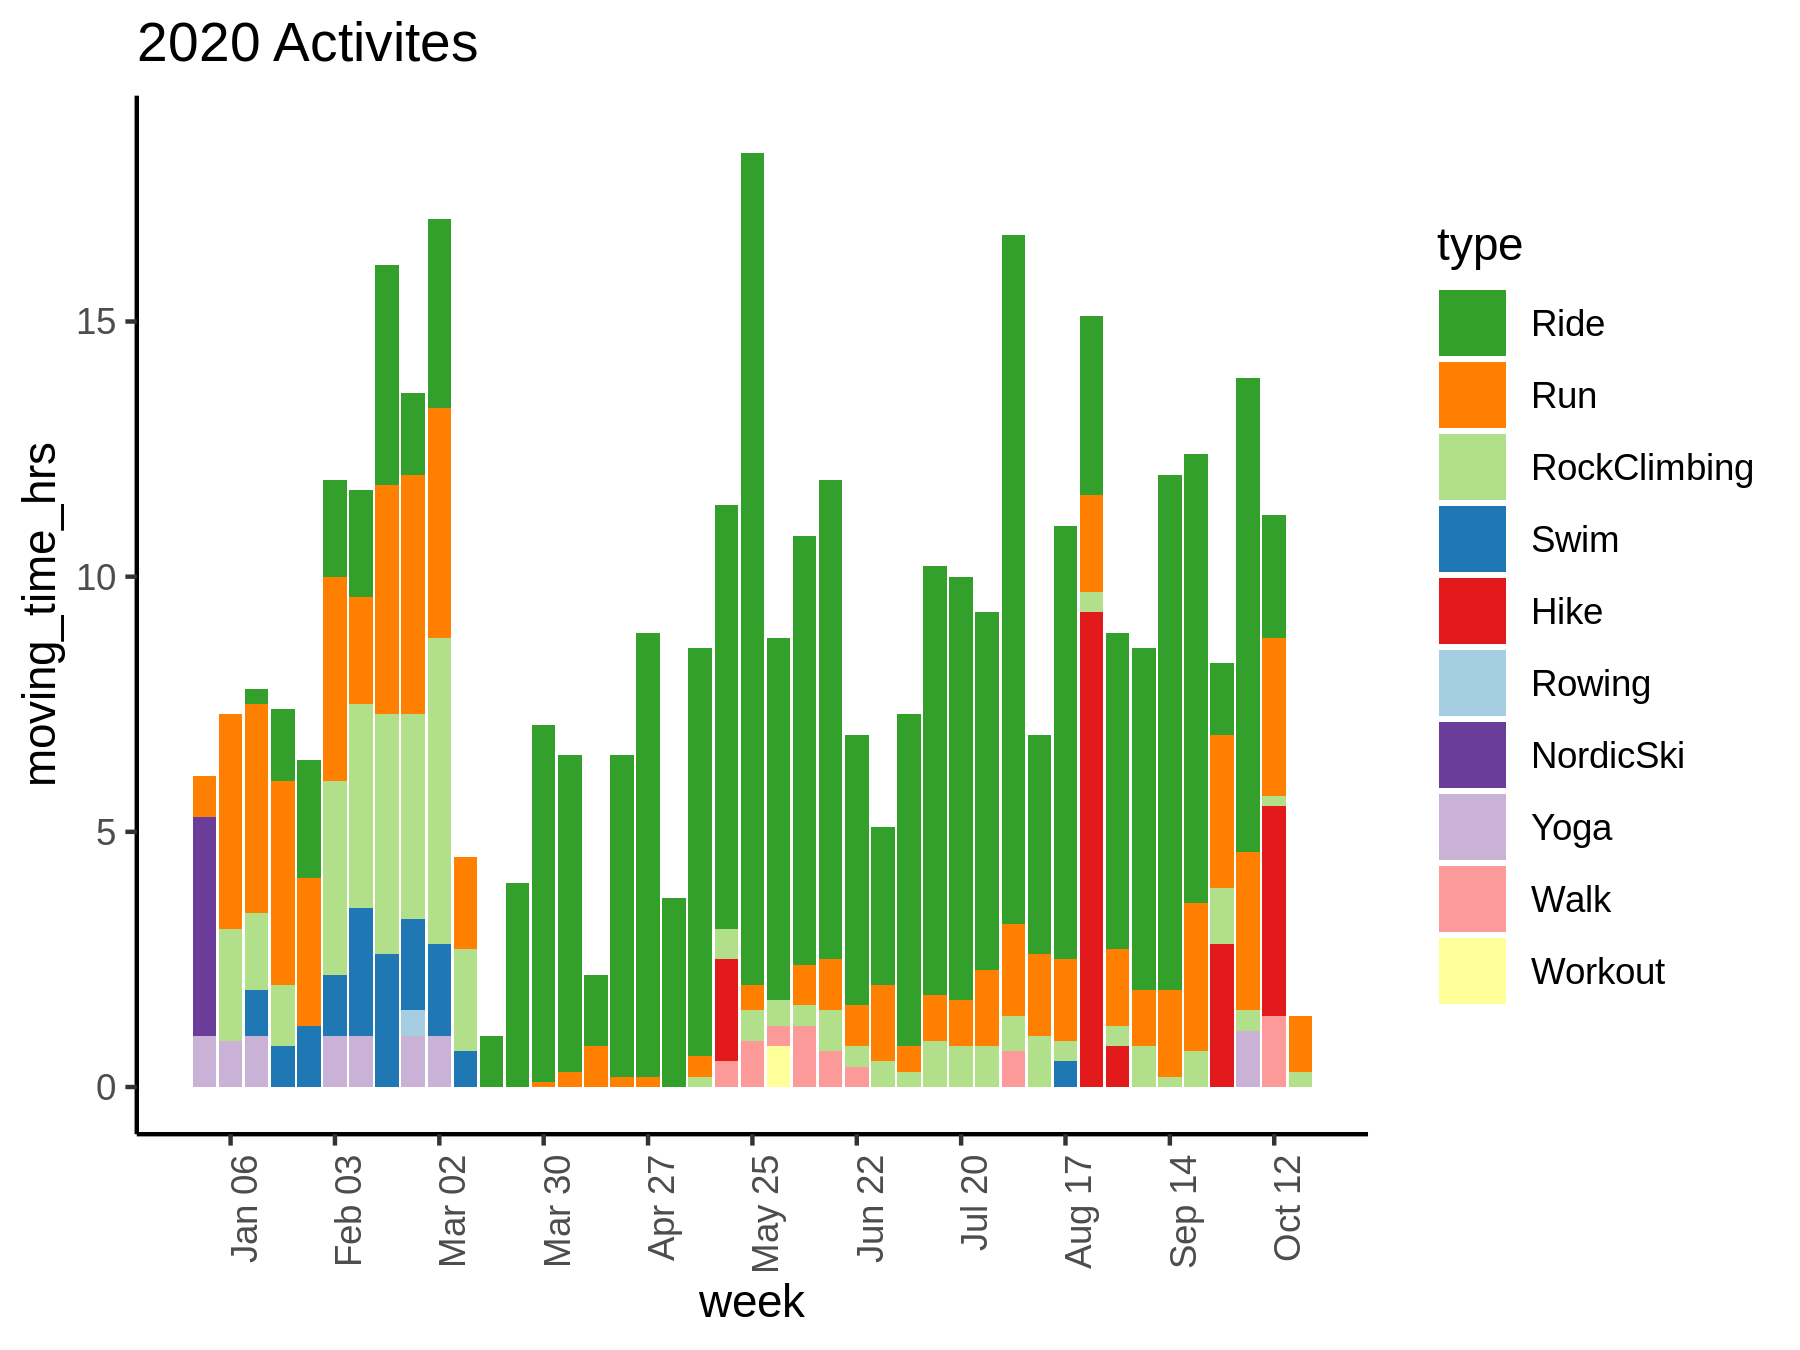 2020 Activites
moving_time_hrs
15
10
5
0
Jan 06
Feb 03
Mar 02
Mar 30
Apr 27
May 25
Jun 22
Jul 20
Aug 17
Sep 14
Oct 12
week
type
Ride
Run
RockClimbing
Swim
Hike
Rowing
NordicSki
Yoga
Walk
Workout